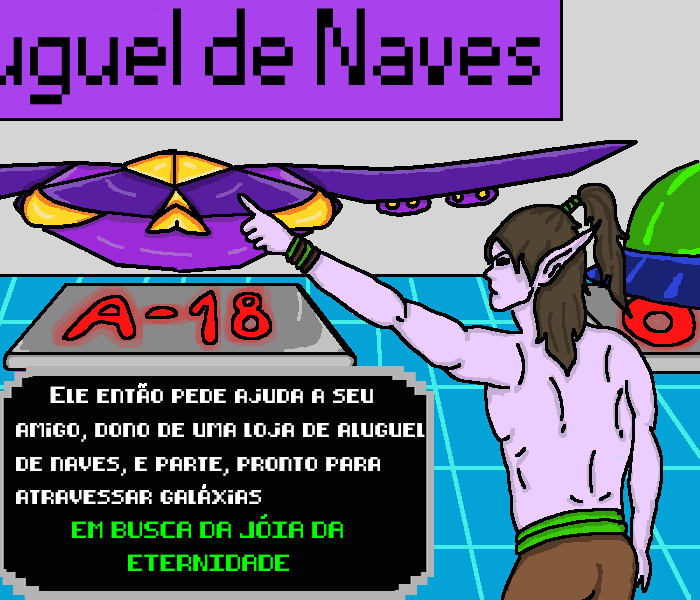 uguel de Naves
A-18
O
Ele então pede ajuda a seu
amigo, dono de uma loja de aluguel
de naves, e parte, pronto para
atravessar galáxias
em busca da jóia da
eternidade